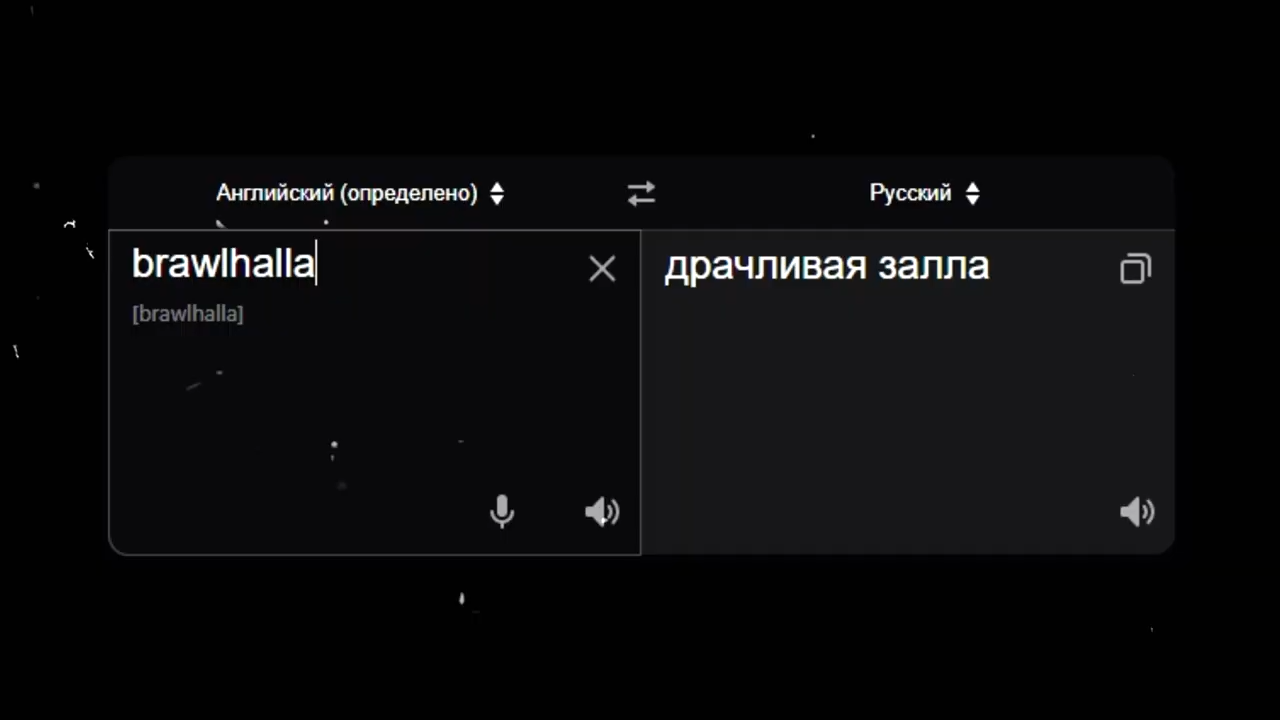 Английский (определено) Русский
brawlhalla
[brawlhalla]
драчливая залла